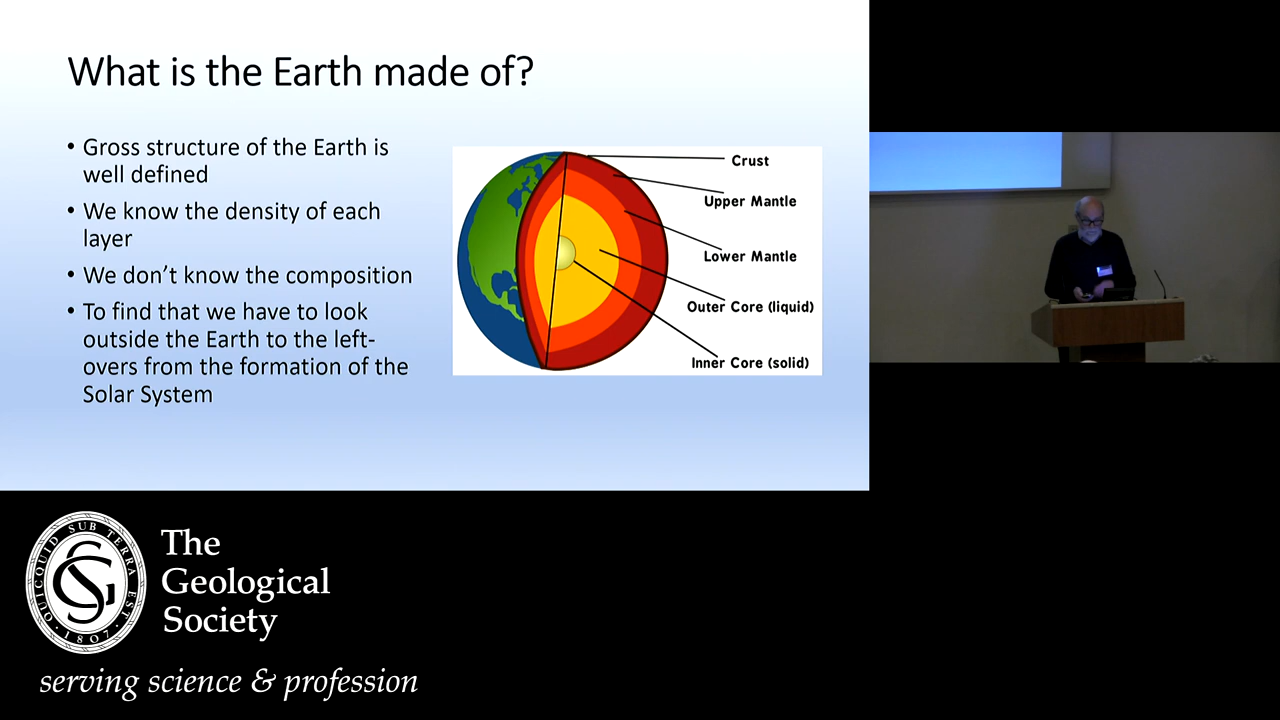 What is the Earth made of?
• Gross structure of the Earth is
well defined
• We know the density of each
layer
• We don’t know the composition
• To find that we have to look
outside the Earth to the left-
overs from the formation of the
Solar System
Crust
Upper Mantle
Lower Mantle
Outer Core (liquid)
Inner Core (solid)
QUICQUID SUB TERRA EST
·1807·
The
Geological
Society
serving science & profession